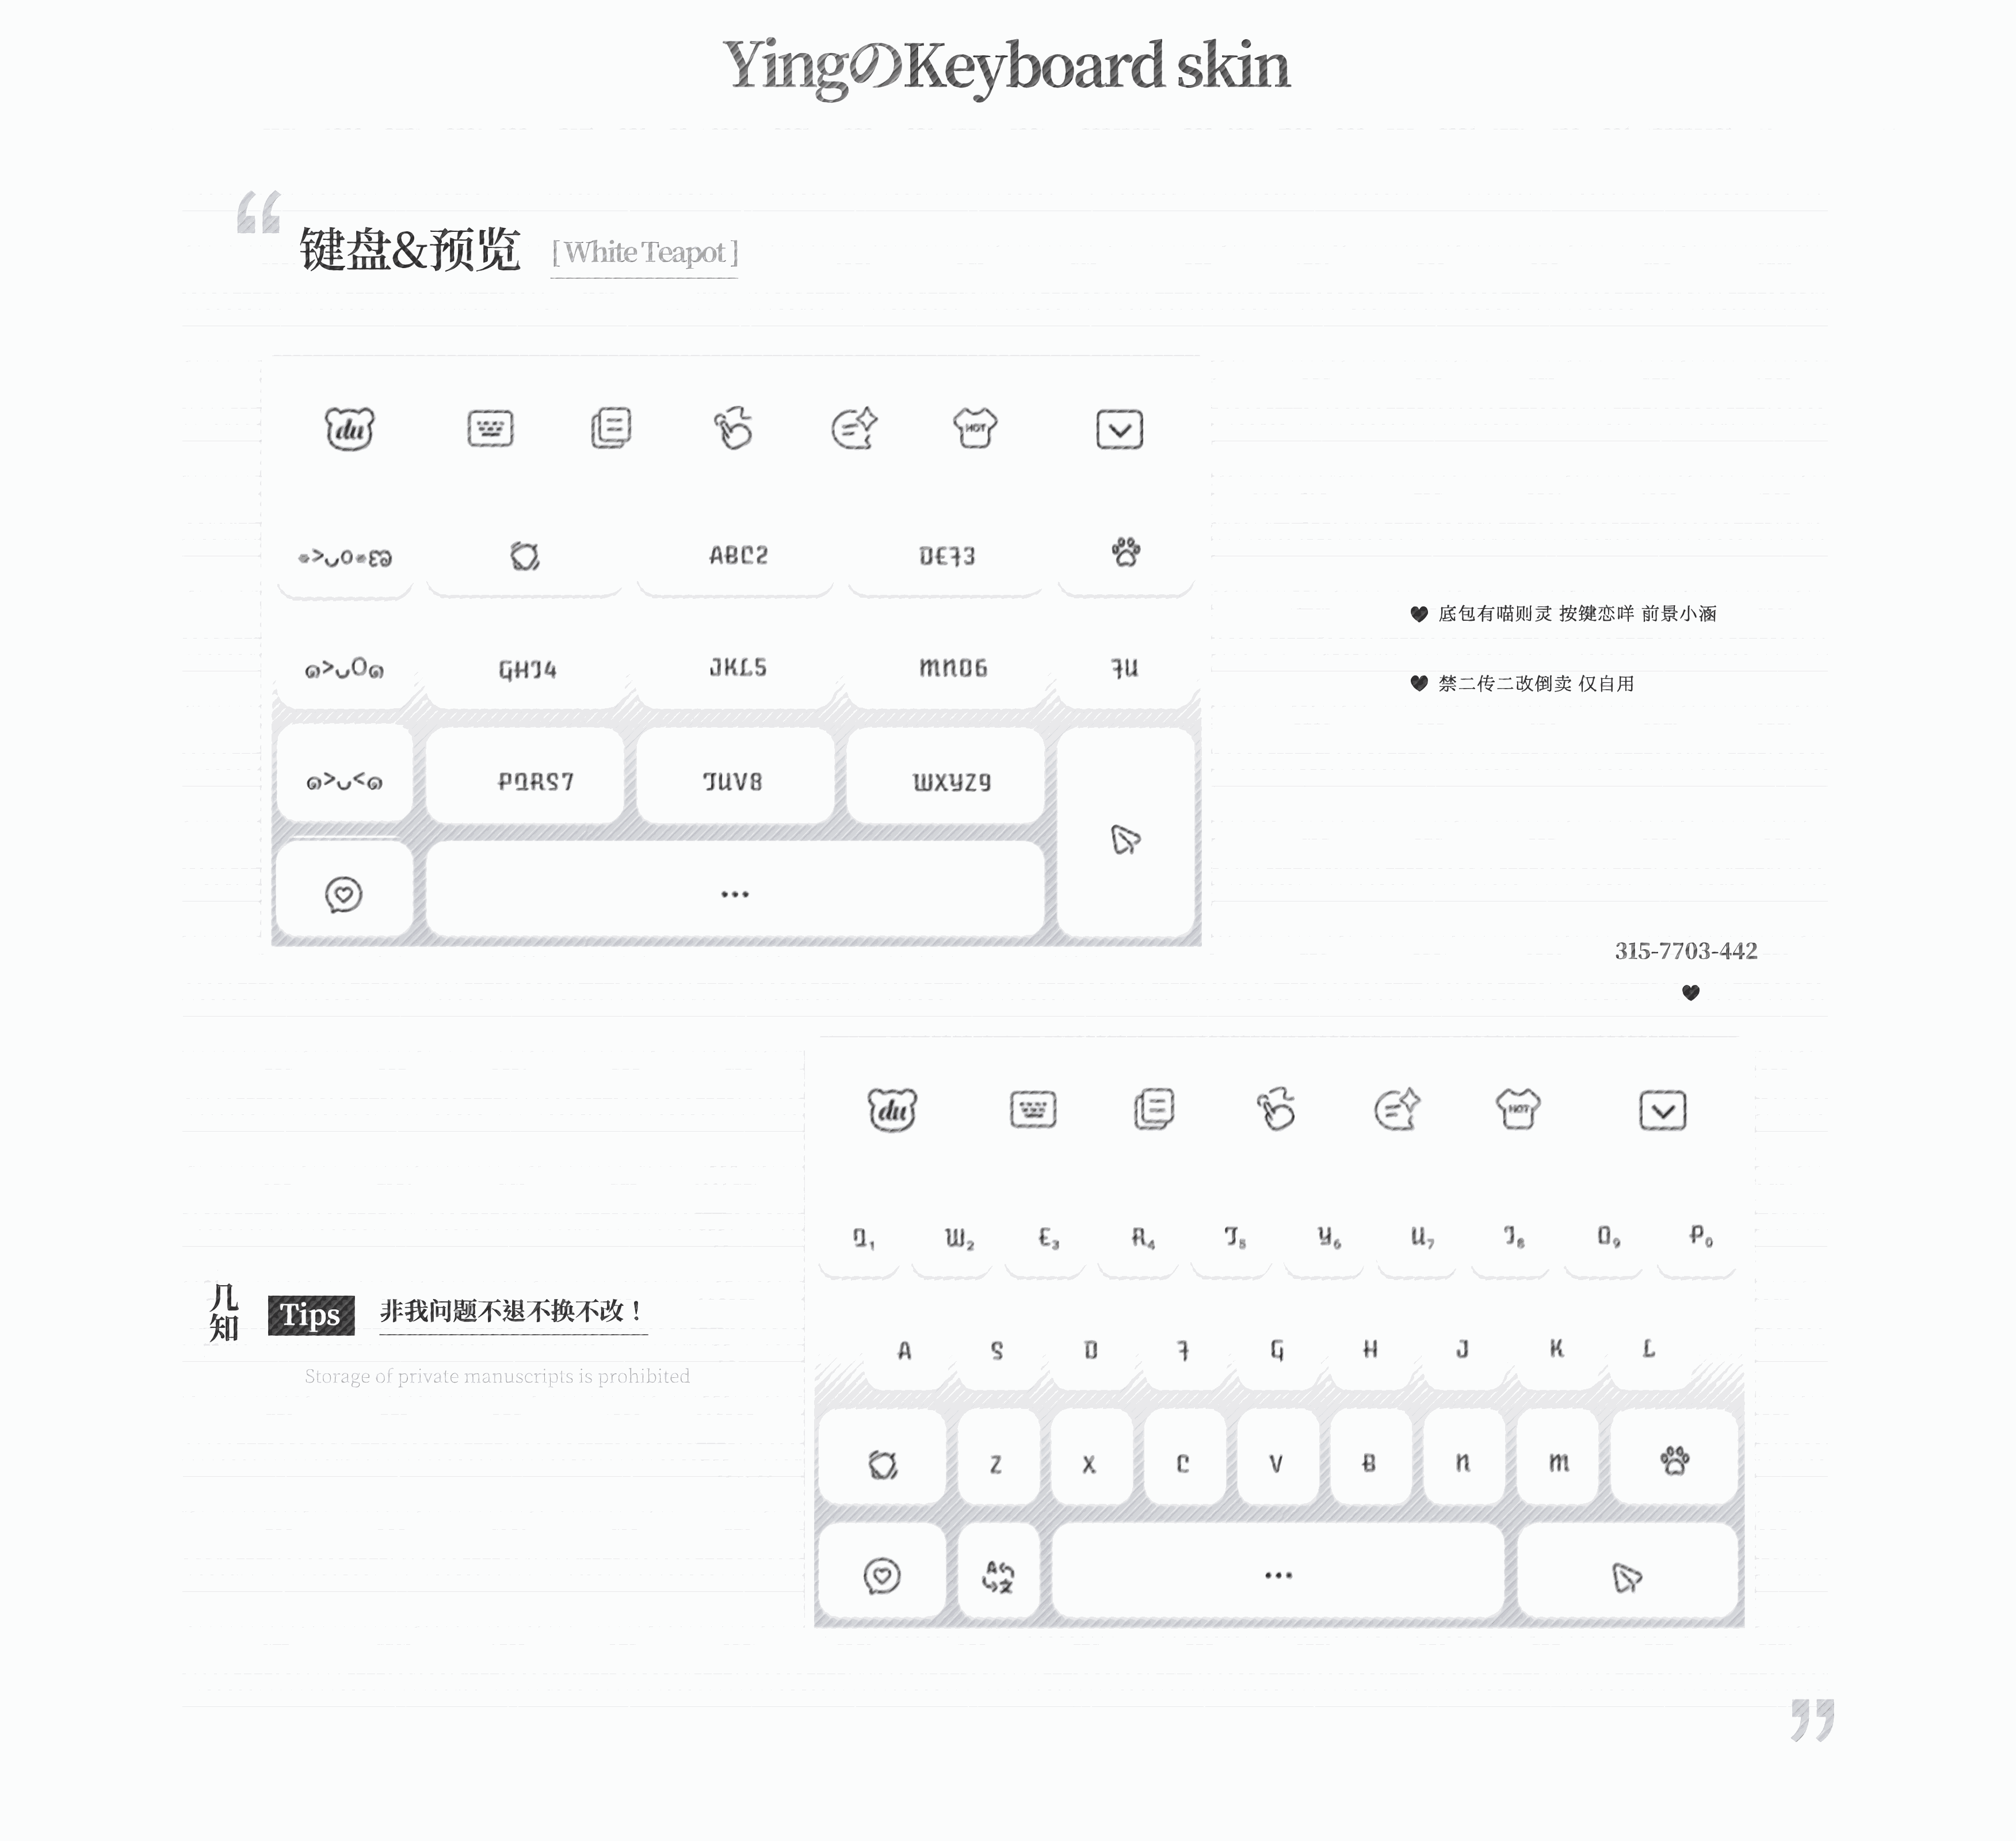 YingのKeyboard skin
“
键盘&预览 [ White Teapot ]
du HOT
ABC2 DEF3
GHI4 JKL5 MNO6 FU
PQRS7 TUV8 WXYZ9
...
♥ 底包有喵则灵 按键恋咩 前景小涵
♥ 禁二传二改倒卖 仅自用
315-7703-442
♥
du HOT
Q1 W2 E3 R4 T5 Y6 U7 I8 O9 P0
A S D F G H J K L
Z X C V B N M
A 文 ...
几知 Tips 非我问题不退不换不改！
Storage of private manuscripts is prohibited
”